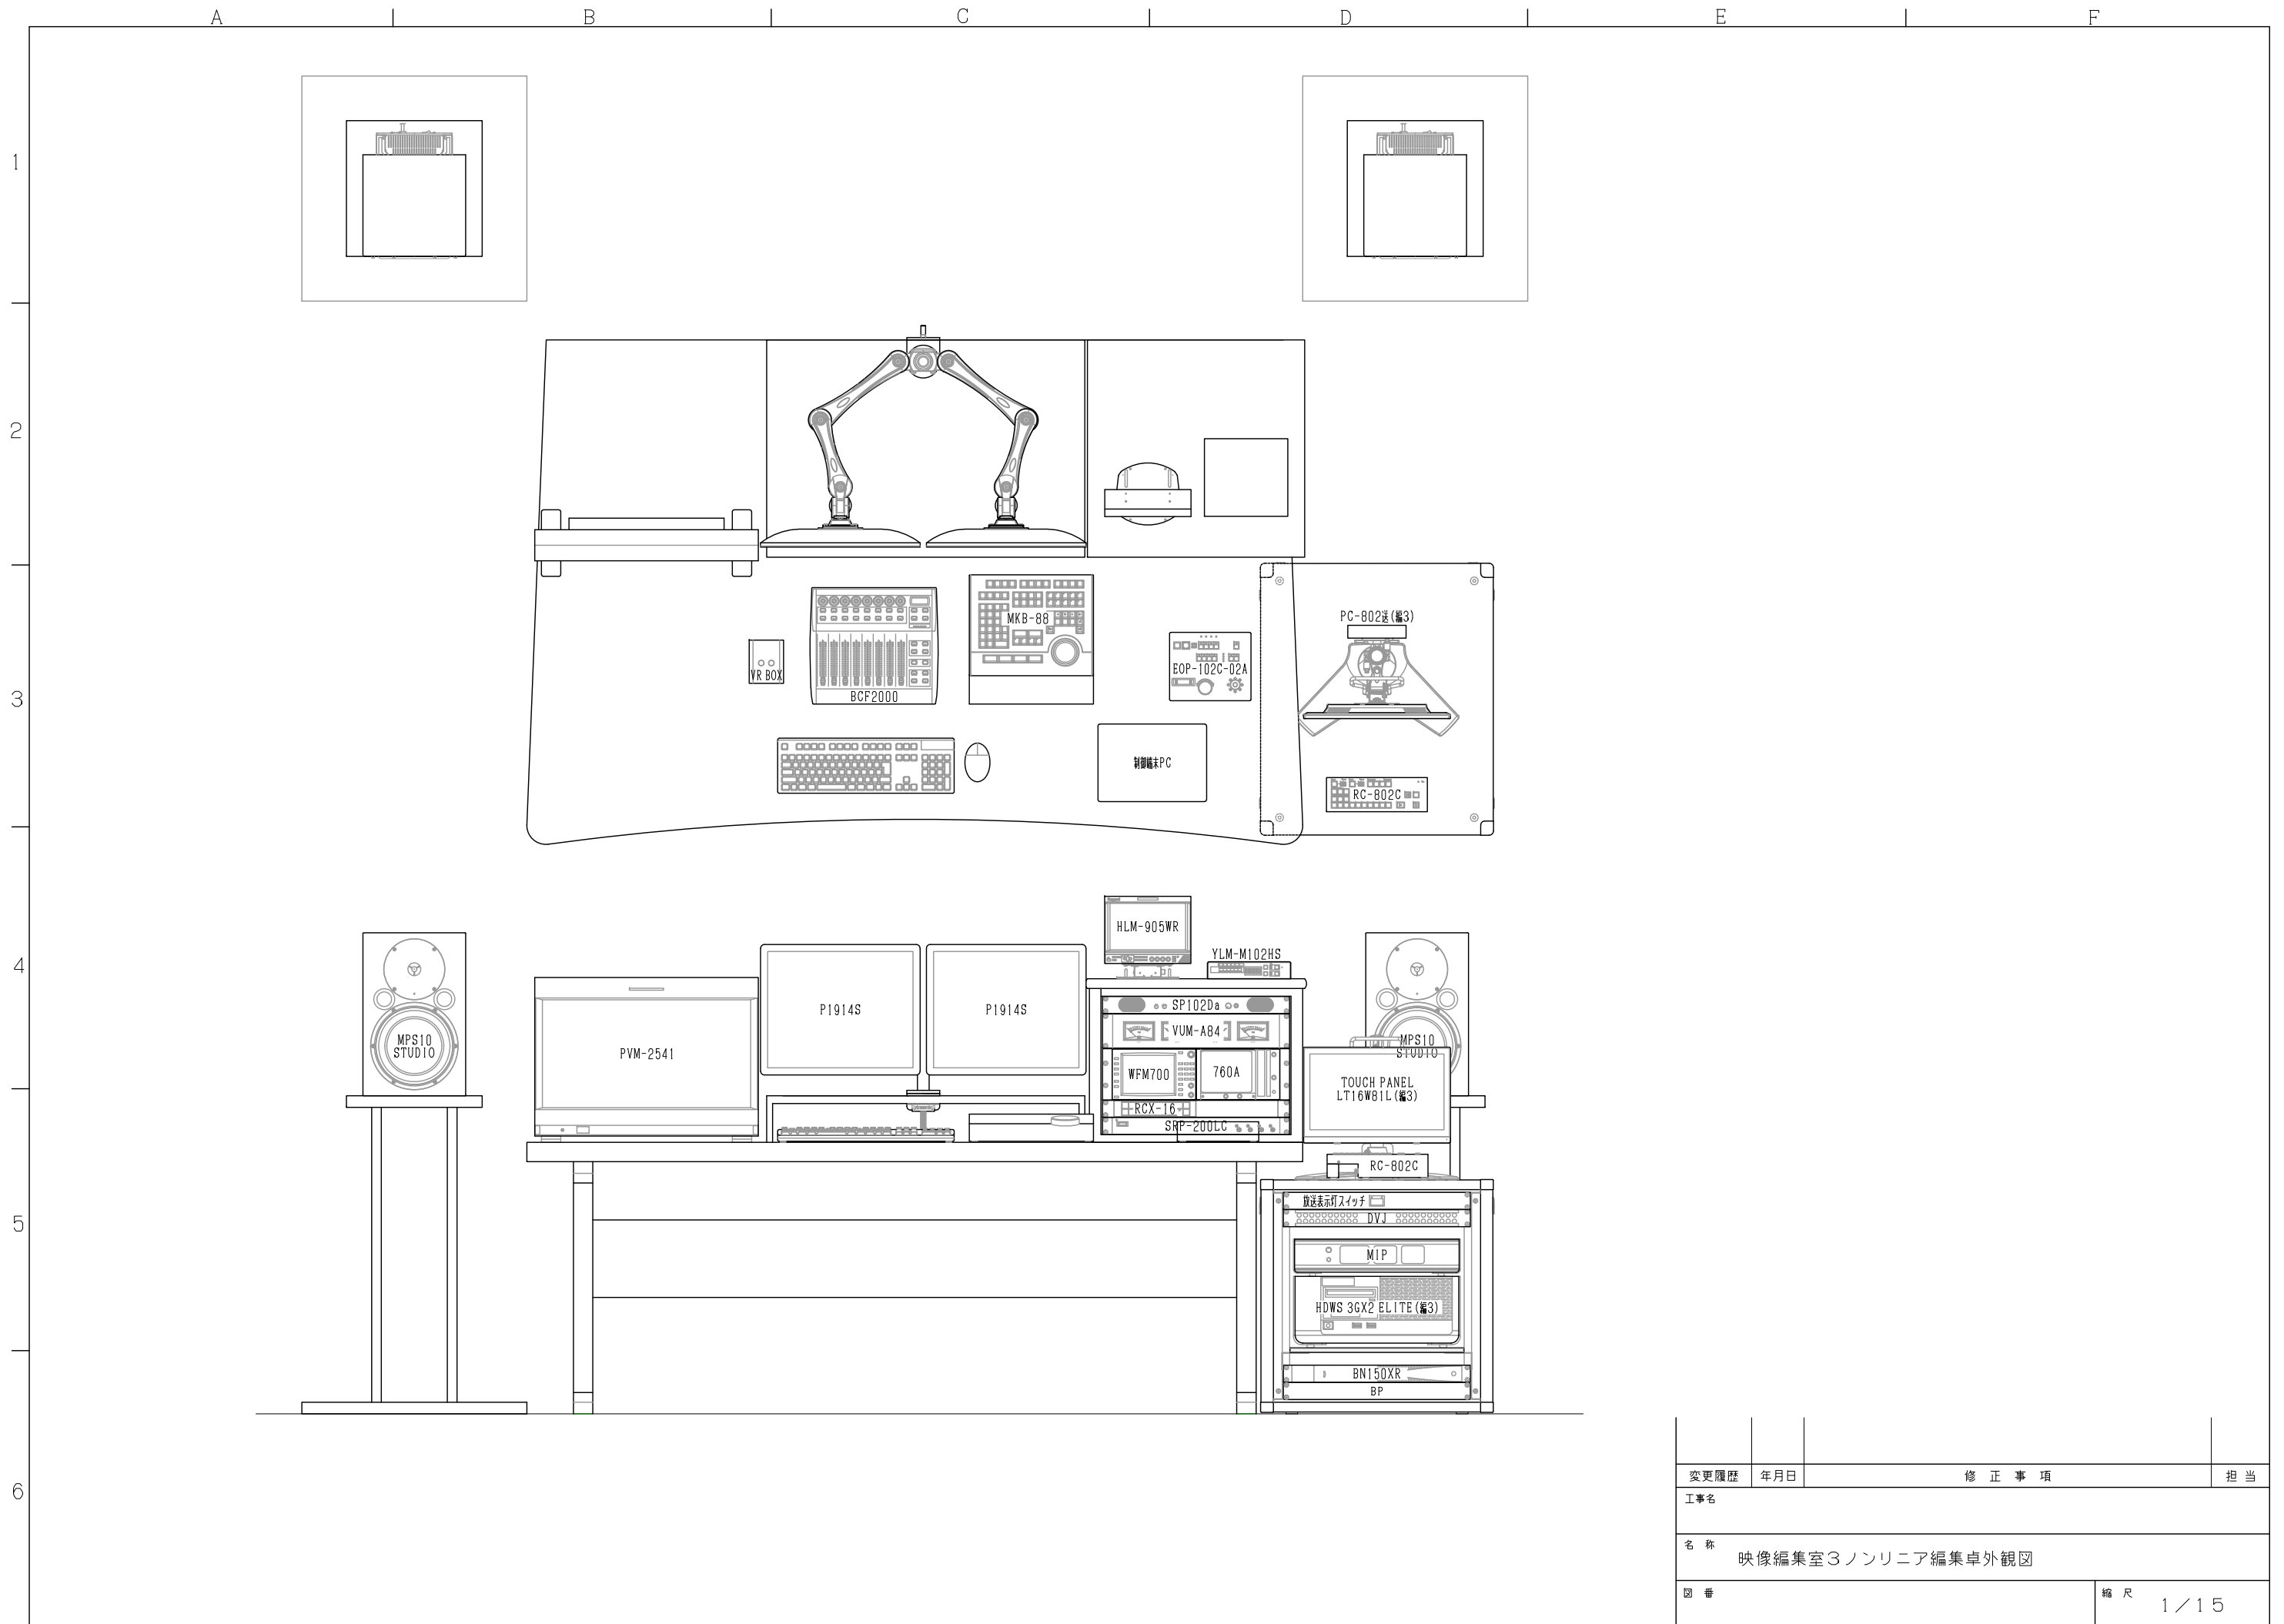 A B C D E F
1
2
3
4
5
6
MKB-88
VR BOX
BCF2000
EOP-102C-02A
PC-802送(編3)
制御端末PC
RC-802C
HLM-905WR
YLM-M102HS
SP102Da
VUM-A84
WFM700
760A
RCX-16
SRP-200LC
MPS10
STUDIO
PVM-2541
P1914S
P1914S
MPS10
STUDIO
TOUCH PANEL
LT16W81L(編3)
RC-802C
放送表示灯スイッチ
DVJ
MIP
HDWS 3GX2 ELITE(編3)
BN150XR
BP
変更履歴 年月日 修正事項 担当
工事名
名称
映像編集室3ノンリニア編集卓外観図
図番
縮尺
1/15